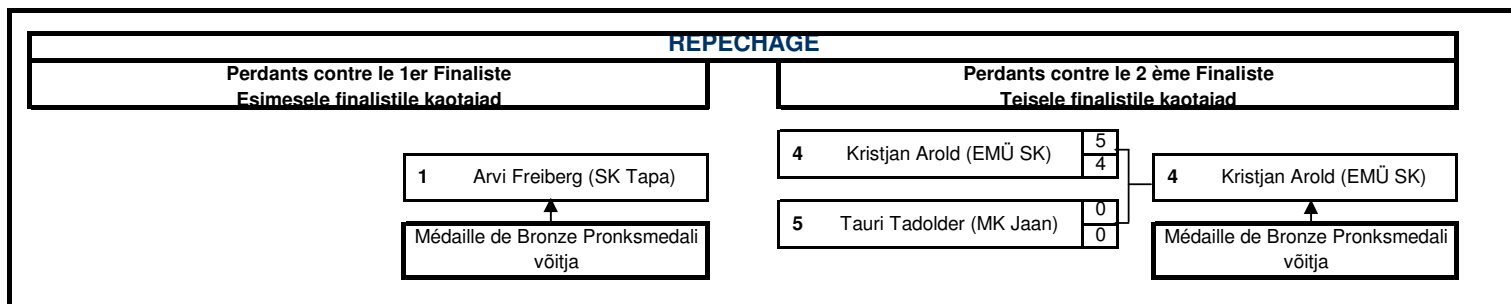 REPECHAGE
Perdants contre le 1er Finaliste
Esimesele finalistile kaotajad
Perdants contre le 2 ème Finaliste
Teisele finalistile kaotajad
1 Arvi Freiberg (SK Tapa)
Médaille de Bronze Pronksmedali
võitja
4 Kristjan Arold (EMÜ SK) 5
4
5 Tauri Tadolder (MK Jaan) 0
0
4 Kristjan Arold (EMÜ SK)
Médaille de Bronze Pronksmedali
võitja